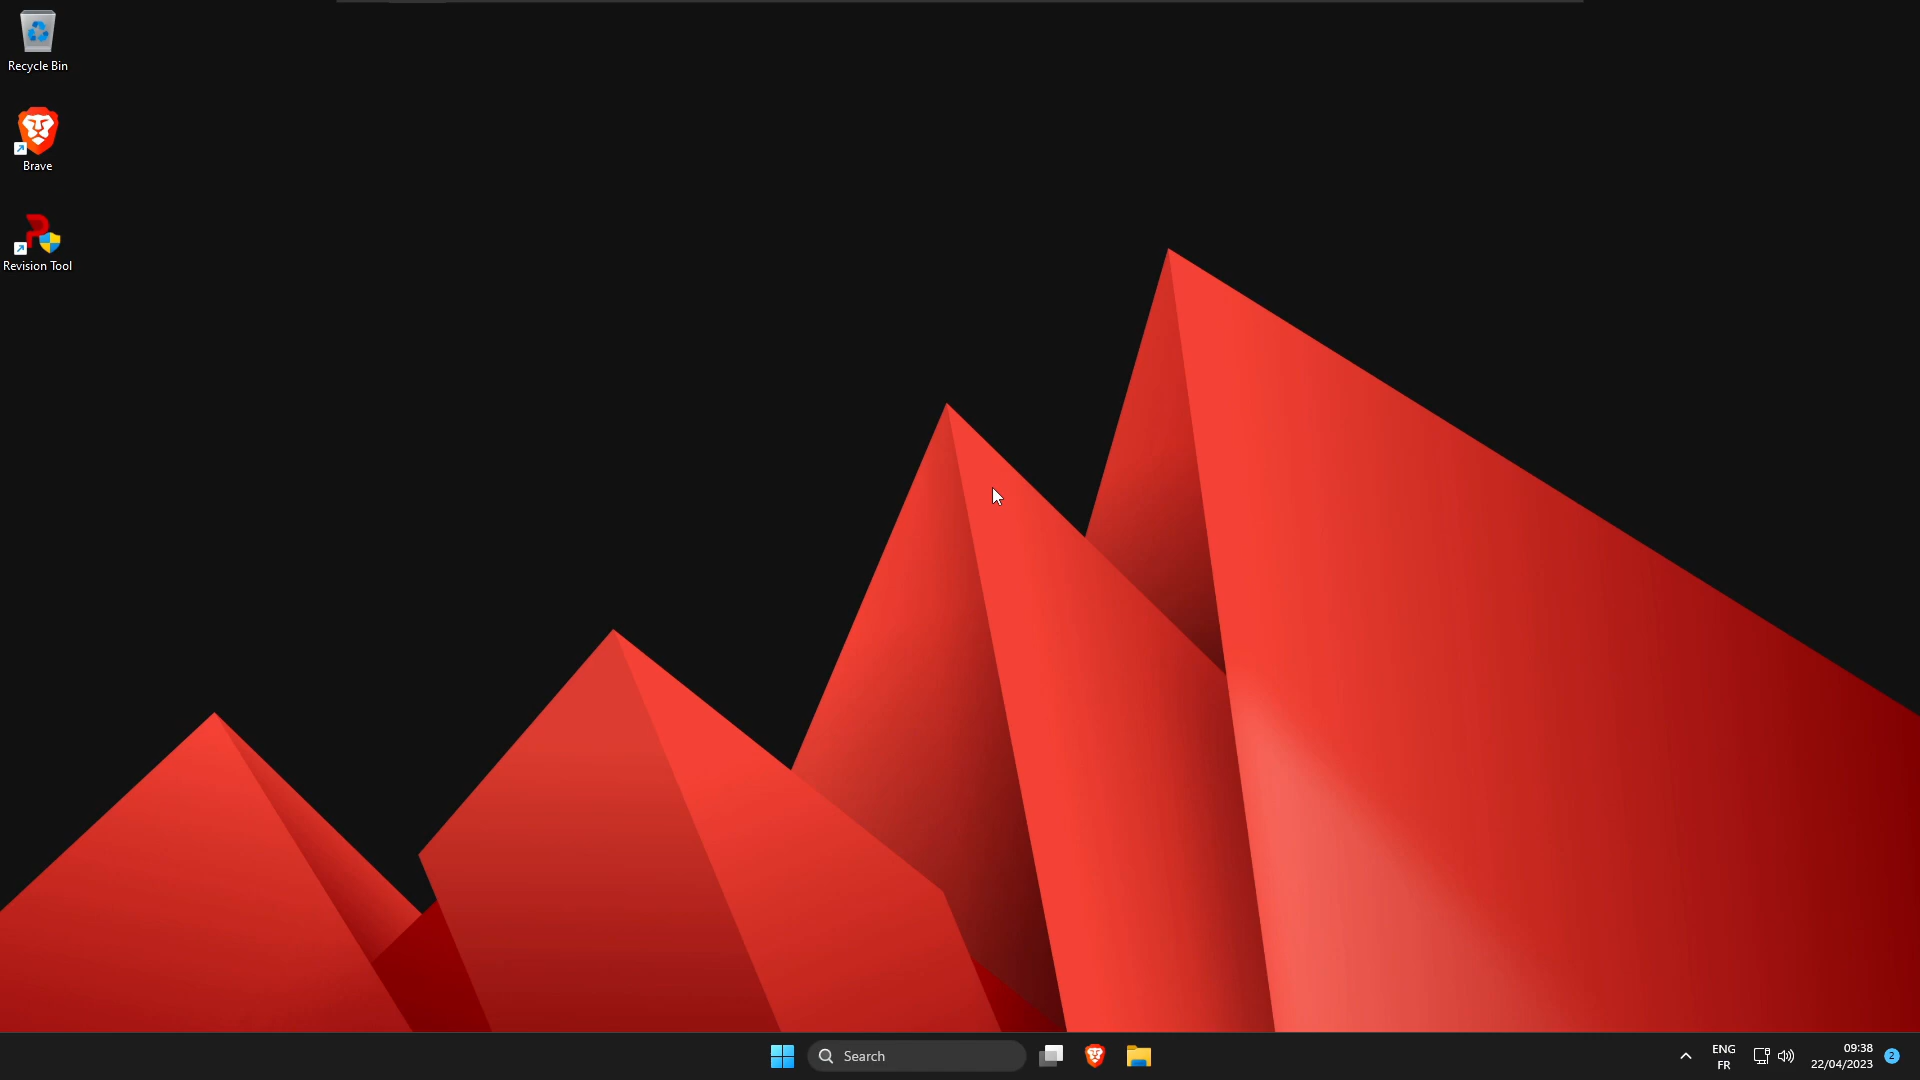 Recycle Bin
Brave
Revision Tool
Search
ENG
FR
09:38
22/04/2023
2